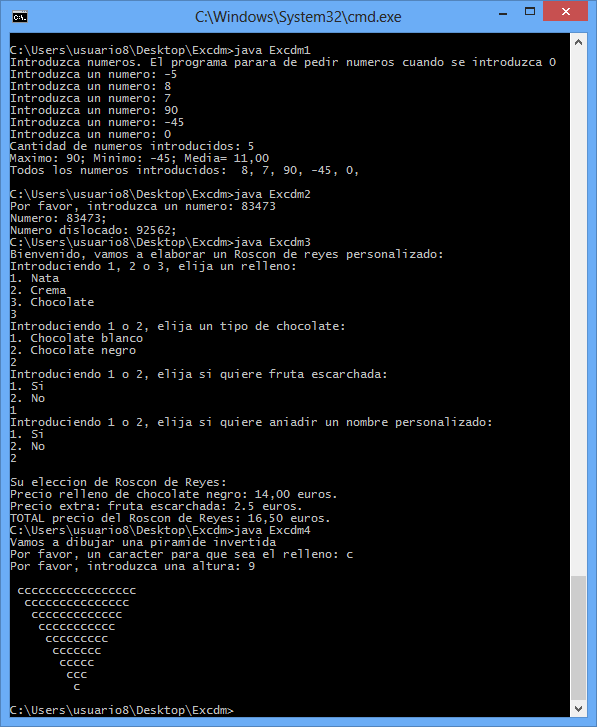 C:\Windows\System32\cmd.exe
C:\Users\usuario8\Desktop\Excdm>java Excdm1
Introduzca numeros. El programa parara de pedir numeros cuando se introduzca 0
Introduzca un numero: -5
Introduzca un numero: 8
Introduzca un numero: 7
Introduzca un numero: 90
Introduzca un numero: -45
Introduzca un numero: 0
Cantidad de numeros introducidos: 5
Maximo: 90; Minimo: -45; Media= 11,00
Todos los numeros introducidos:  8, 7, 90, -45, 0,
C:\Users\usuario8\Desktop\Excdm>java Excdm2
Por favor, introduzca un numero: 83473
Numero: 83473;
Numero dislocado: 92562;
C:\Users\usuario8\Desktop\Excdm>java Excdm3
Bienvenido, vamos a elaborar un Roscon de reyes personalizado:
Introduciendo 1, 2 o 3, elija un relleno:
1. Nata
2. Crema
3. Chocolate
3
Introduciendo 1 o 2, elija un tipo de chocolate:
1. Chocolate blanco
2. Chocolate negro
2
Introduciendo 1 o 2, elija si quiere fruta escarchada:
1. Si
2. No
1
Introduciendo 1 o 2, elija si quiere aniadir un nombre personalizado:
1. Si
2. No
2
Su eleccion de Roscon de Reyes:
Precio relleno de chocolate negro: 14,00 euros.
Precio extra: fruta escarchada: 2.5 euros.
TOTAL precio del Roscon de Reyes: 16,50 euros.
C:\Users\usuario8\Desktop\Excdm>java Excdm4
Vamos a dibujar una piramide invertida
Por favor, un caracter para que sea el relleno: c
Por favor, introduzca una altura: 9
ccccccccccccccccc
ccccccccccccccc
ccccccccccccc
ccccccccccc
ccccccccc
ccccccc
ccccc
ccc
c
C:\Users\usuario8\Desktop\Excdm>